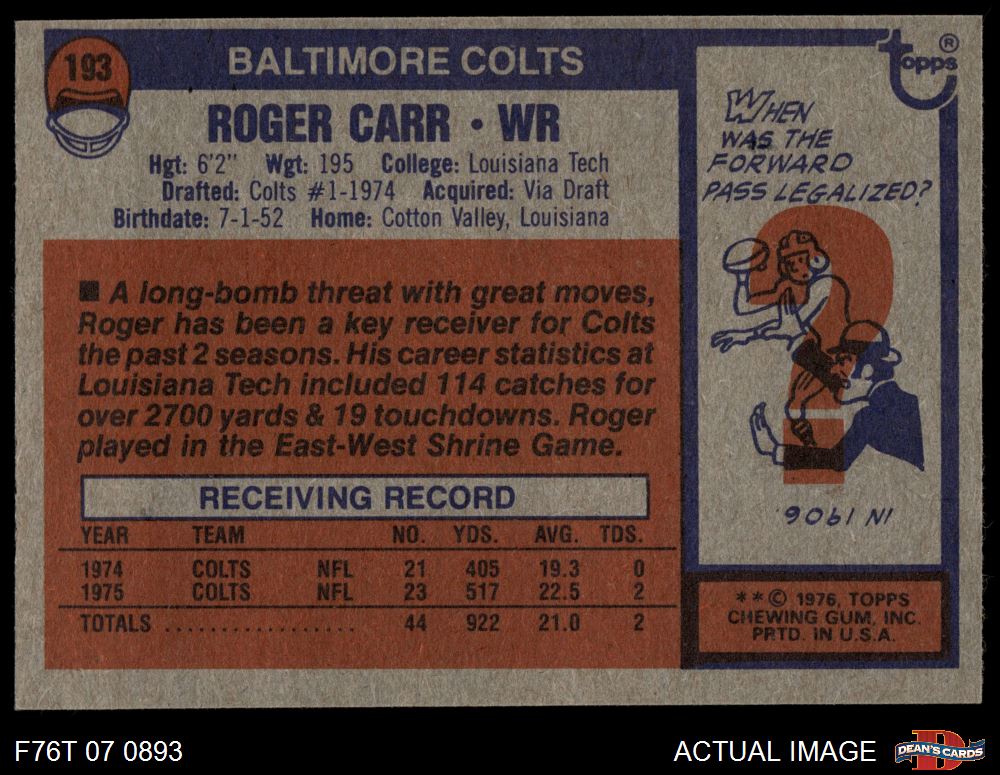 193
BALTIMORE COLTS
topps®
ROGER CARR • WR
Hgt: 6'2" Wgt: 195 College: Louisiana Tech
Drafted: Colts #1-1974 Acquired: Via Draft
Birthdate: 7-1-52 Home: Cotton Valley, Louisiana
■ A long-bomb threat with great moves,
Roger has been a key receiver for Colts
the past 2 seasons. His career statistics at
Louisiana Tech included 114 catches for
over 2700 yards & 19 touchdowns. Roger
played in the East-West Shrine Game.
RECEIVING RECORD
YEAR TEAM NO. YDS. AVG. TDS.
1974 COLTS NFL 21 405 19.3 0
1975 COLTS NFL 23 517 22.5 2
TOTALS .................. 44 922 21.0 2
WHEN
WAS THE
FORWARD
PASS LEGALIZED?
?
IN 1906
**© 1976, TOPPS
CHEWING GUM, INC.
PRTD. IN U.S.A.
F76T 07 0893
ACTUAL IMAGE
D
DEAN'S CARDS